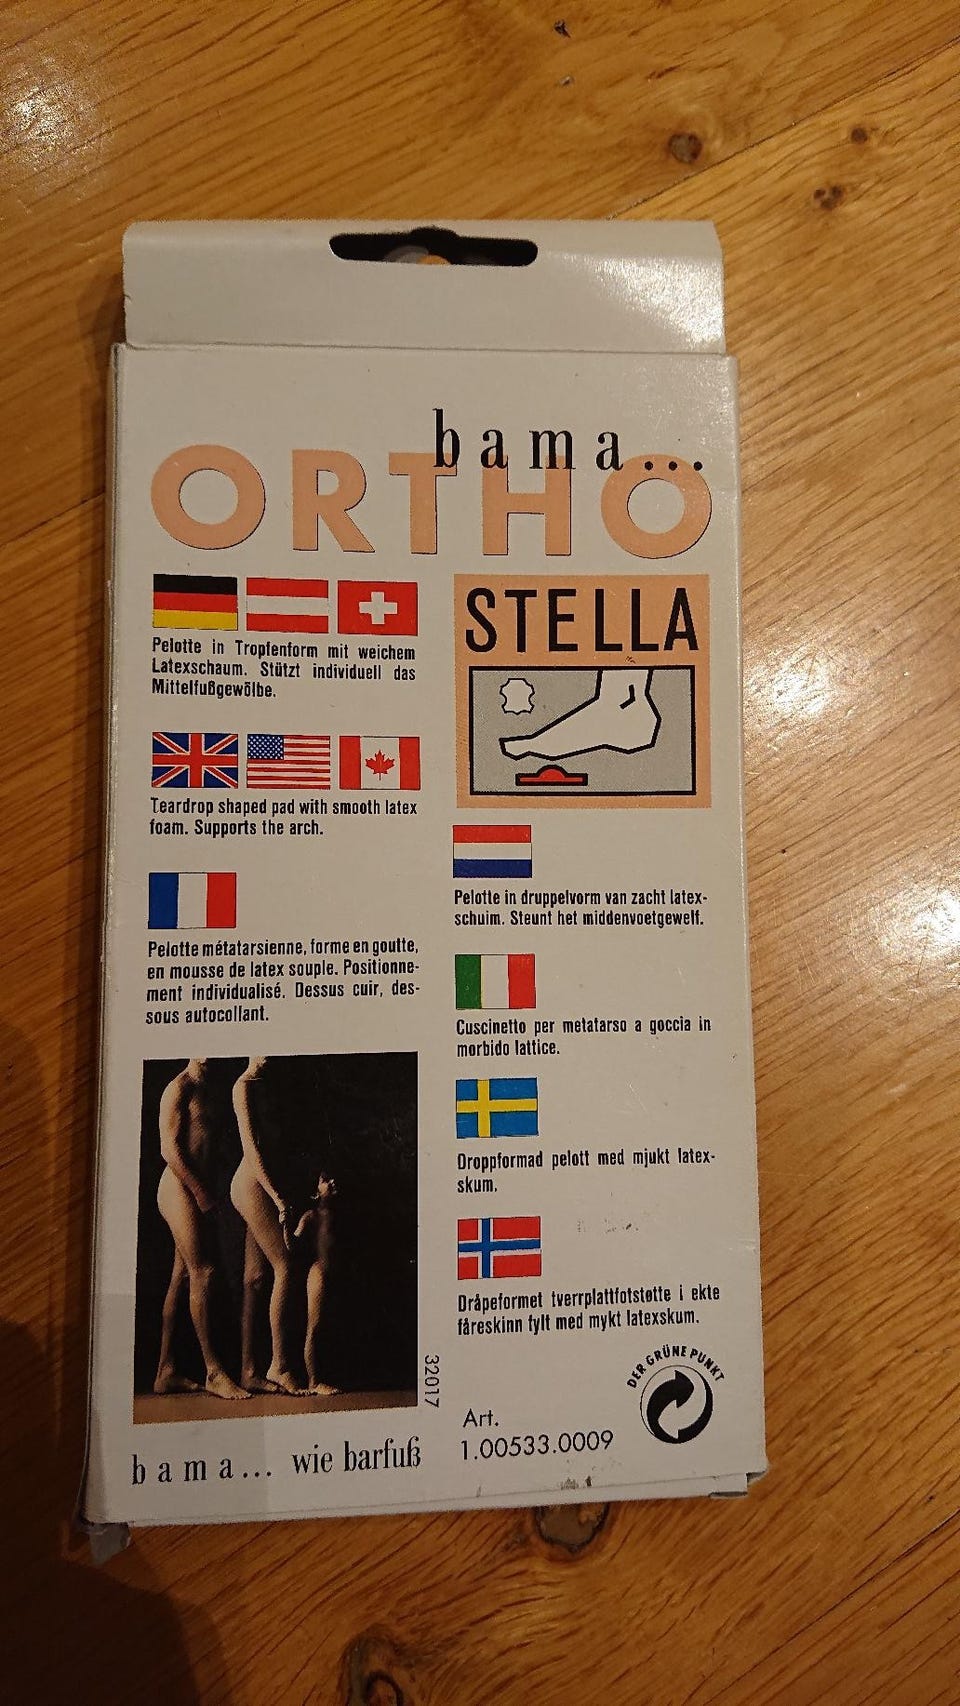 bama...
ORTHO
STELLA
Pelotte in Tropfenform mit weichem
Latexschaum. Stützt individuell das
Mittelfußgewölbe.
Teardrop shaped pad with smooth latex
foam. Supports the arch.
Pelotte métatarsienne, forme en goutte,
en mousse de latex souple. Positionne-
ment individualisé. Dessus cuir, des-
sous autocollant.
Pelotte in druppelvorm van zacht latex-
schuim. Steunt het middenvoetgewelf.
Cuscinetto per metatarso a goccia in
morbido lattice.
Droppformad pelott med mjukt latex-
skum.
Dråpeformet tverrplattfotstøtte i ekte
fåreskinn fylt med mykt latexskum.
32017
bama... wie barfuß
Art.
1.00533.0009
DER GRÜNE PUNKT